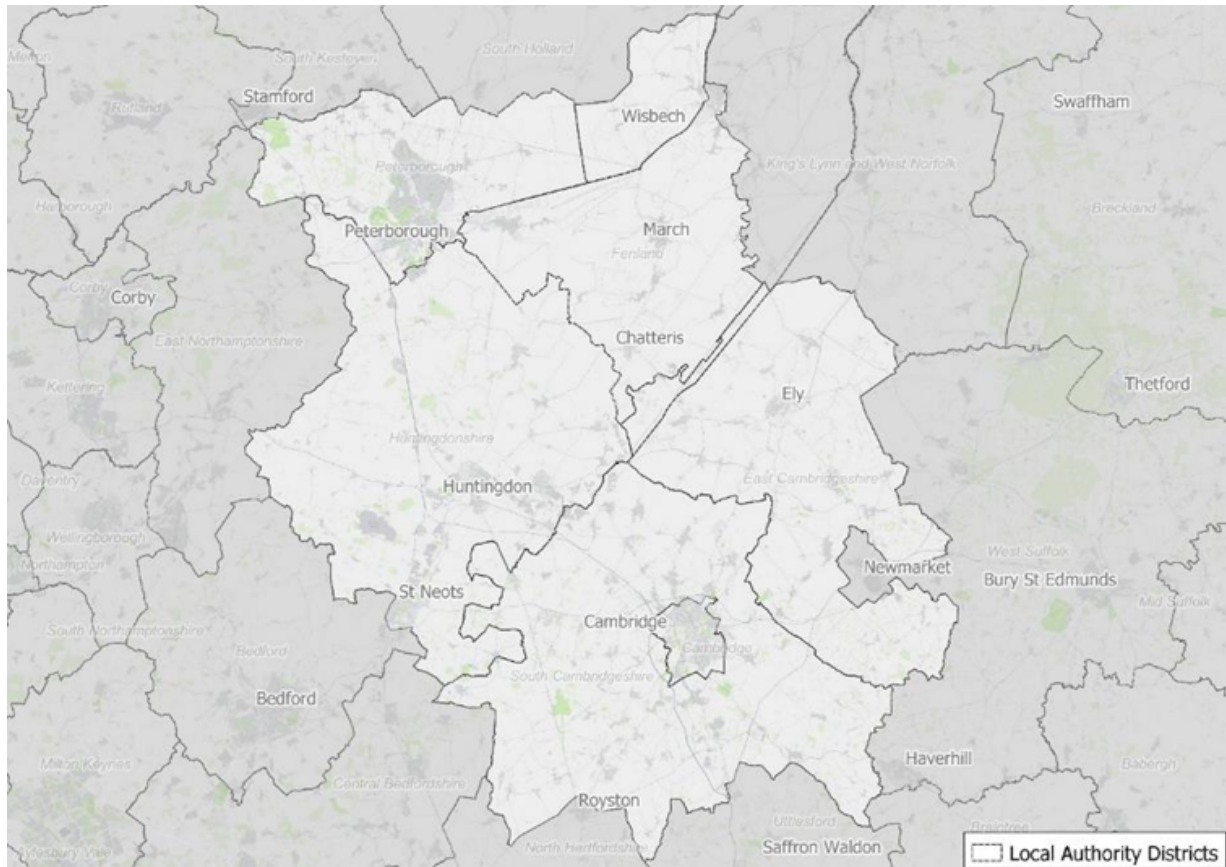 South Holland
Melton
South Kesteven
Stamford
Rutland
Swaffham
Wisbech
Peterborough
King's Lynn and West Norfolk
Harborough
Breckland
Peterborough
March
Fenland
Corby
Corby
East Northamptonshire
Chatteris
Kettering
Thetford
Ely
Huntingdonshire
Daventry
East Cambridgeshire
Huntingdon
Wellingborough
West Suffolk
Northampton
Newmarket
Bury St Edmunds
St Neots
Mid Suffolk
Cambridge
South Northamptonshire
Cambridge
Bedford
South Cambridgeshire
Bedford
Haverhill
Milton Keynes
Babergh
Central Bedfordshire
Royston
Uttlesford
Braintree
Aylesbury Vale
North Hertfordshire
Saffron Waldon
Local Authority Districts